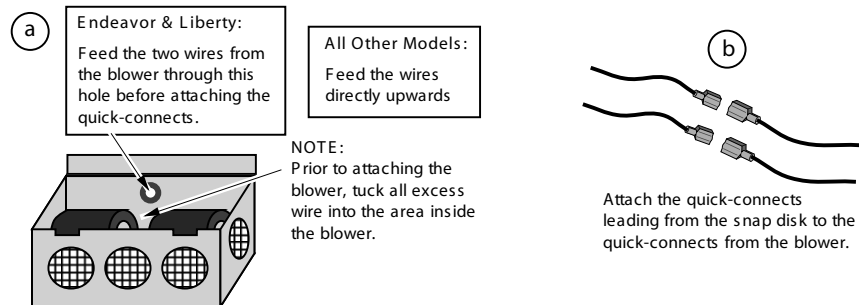 a
Endeavor & Liberty:
Feed the two wires from
the blower through this
hole before attaching the
quick-connects.
All Other Models:
Feed the wires
directly upwards
NOTE:
Prior to attaching the
blower, tuck all excess
wire into the area inside
the blower.
b
Attach the quick-connects
leading from the snap disk to the
quick-connects from the blower.